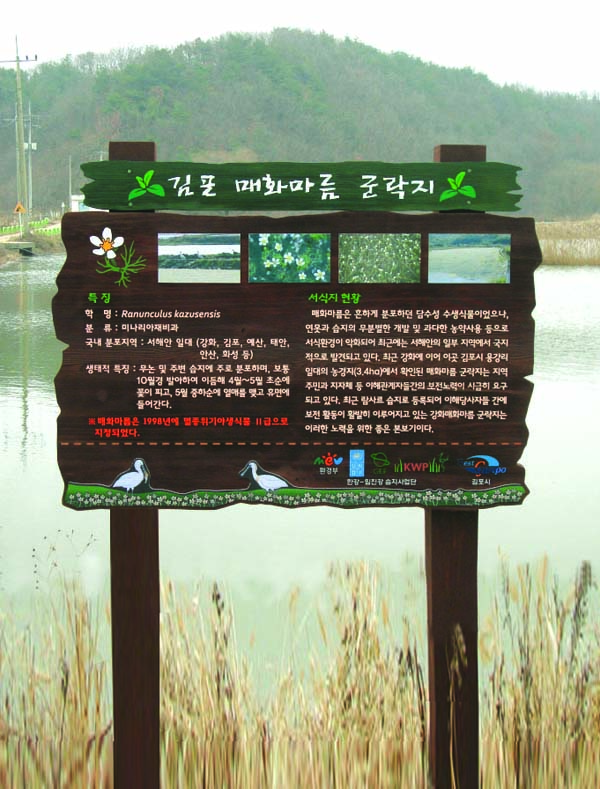 김포 매화마름 군락지
특 징
학 명 : Ranunculus kazusensis
분 류 : 미나리아재비과
국내 분포지역 : 서해안 일대 (강화, 김포, 예산, 태안,
안산, 화성 등)
생태적 특징 : 무논 및 주변 습지에 주로 분포하며, 보통
10월경 발아하여 이듬해 4월~5월 초순에
꽃이 피고, 5월 중하순에 열매를 맺고 휴면에
들어간다.
※ 매화마름은 1998년에 멸종위기야생식물 II급으로
지정되었다.
서식지 현황
매화마름은 흔하게 분포하던 담수성 수생식물이었으나,
연못과 습지의 무분별한 개발 및 과다한 농약사용 등으로
서식환경이 악화되어 최근에는 서해안의 일부 지역에서 국지
적으로 발견되고 있다. 최근 강화에 이어 이곳 김포시 용강리
일대의 농경지(3.4ha)에서 확인된 매화마름 군락지는 지역
주민과 지자체 등 이해관계자들간의 보전노력이 시급히 요구
되고 있다. 최근 람사르 습지로 등록되어 이해당사자들 간에
보전 활동이 활발히 이루어지고 있는 강화매화마름 군락지는
이러한 노력을 위한 좋은 본보기이다.
me
환경부
KWP
한강-임진강 습지사업단
김포시